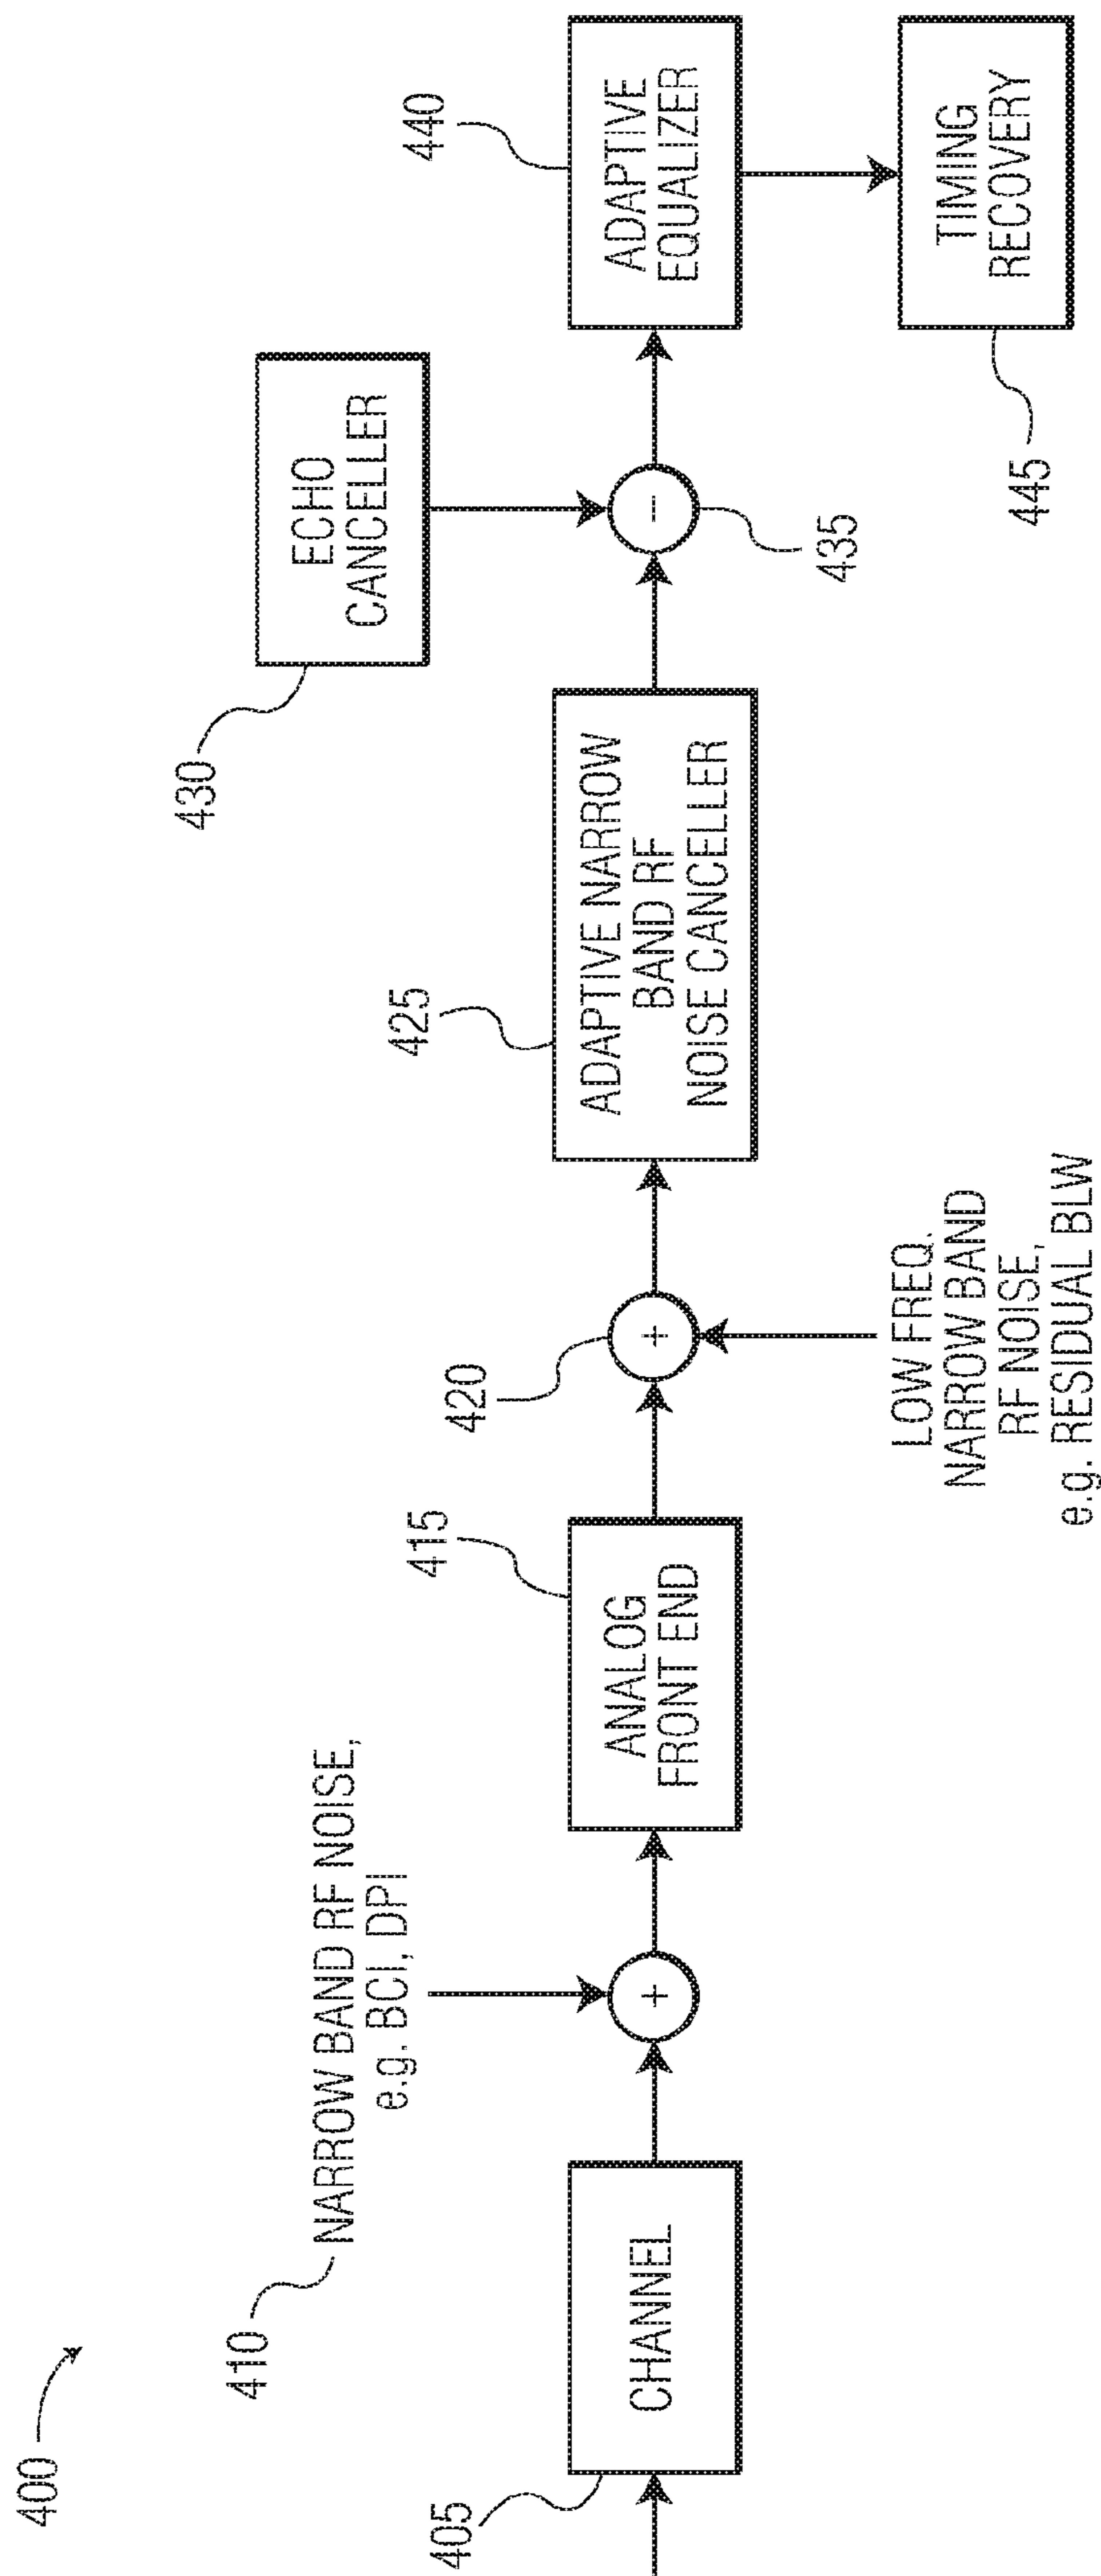 400
405
CHANNEL
410
NARROW BAND RF NOISE,
e.g. BCI, DPI
+
415
ANALOG
FRONT END
420
+
LOW FREQ.
NARROW BAND
RF NOISE,
e.g. RESIDUAL BLW
425
ADAPTIVE NARROW
BAND RF
NOISE CANCELLER
430
ECHO
CANCELLER
-
435
440
ADAPTIVE
EQUALIZER
445
TIMING
RECOVERY